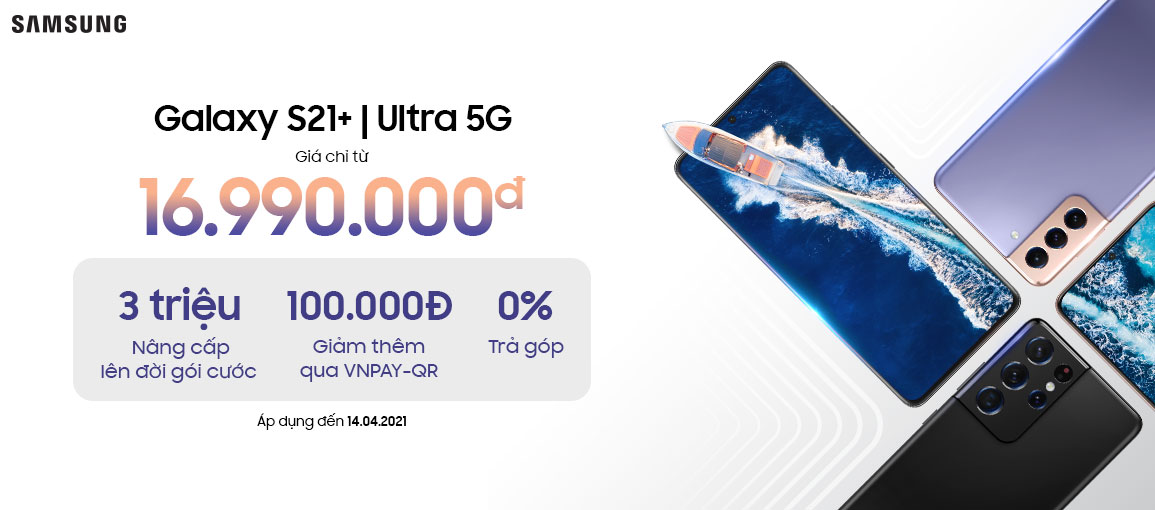 SAMSUNG
Galaxy S21+ | Ultra 5G
Giá chỉ từ
16.990.000đ
3 triệu
Nâng cấp
lên đời gói cước
100.000Đ
Giảm thêm
qua VNPAY-QR
0%
Trả góp
Áp dụng đến 14.04.2021